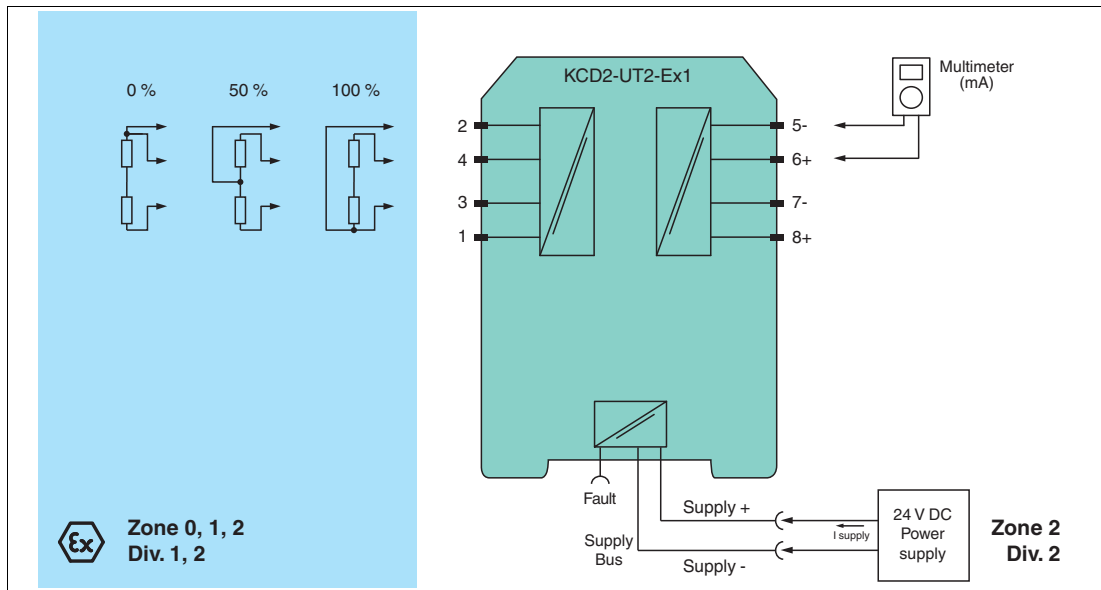 0 %
50 %
100 %
KCD2-UT2-Ex1
Multimeter
(mA)
2
4
3
1
5-
6+
7-
8+
Fault
Supply
Bus
Supply +
Supply -
I supply
24 V DC
Power
supply
Zone 2
Div. 2
Ex
Zone 0, 1, 2
Div. 1, 2